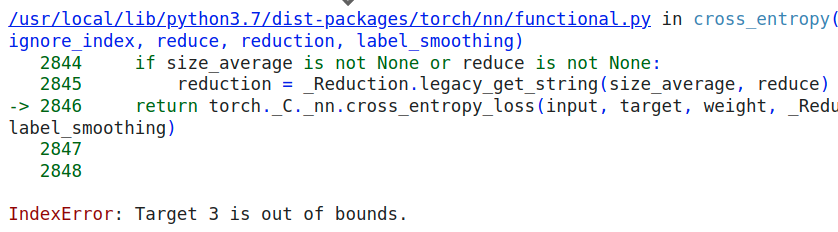 /usr/local/lib/python3.7/dist-packages/torch/nn/functional.py in cross_entropy(
ignore_index, reduce, reduction, label_smoothing)
   2844     if size_average is not None or reduce is not None:
   2845         reduction = _Reduction.legacy_get_string(size_average, reduce)
-> 2846     return torch._C._nn.cross_entropy_loss(input, target, weight, _Redu
label_smoothing)
   2847
   2848
IndexError: Target 3 is out of bounds.